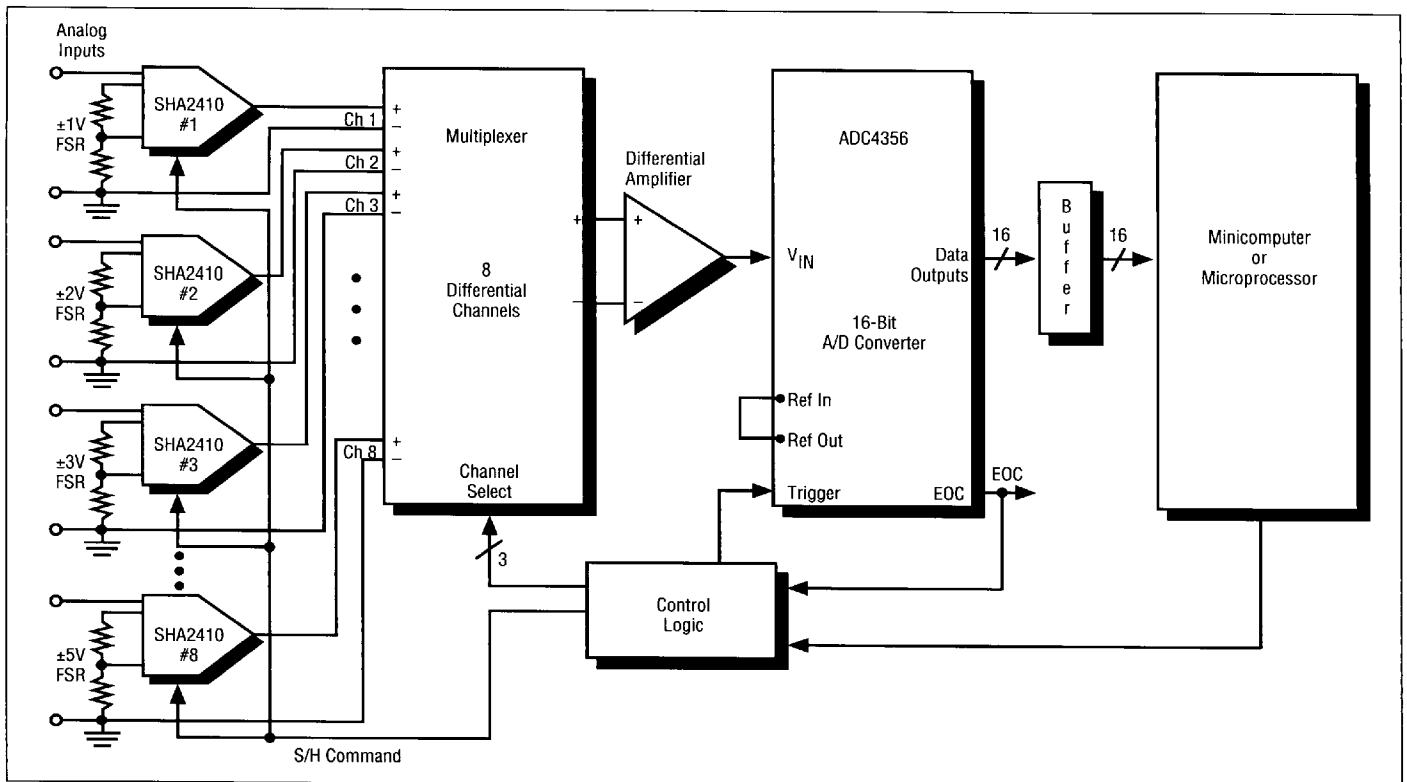 Analog
Inputs
SHA2410
#1
±1V
FSR
SHA2410
#2
±2V
FSR
SHA2410
#3
±3V
FSR
SHA2410
#8
±5V
FSR
S/H Command
+
Ch 1
−
+
Ch 2
−
+
Ch 3
−
+
Ch 8
−
Multiplexer
8
Differential
Channels
Channel
Select
+
−
3
Differential
Amplifier
+
−
ADC4356
V_IN
Data
Outputs
16-Bit
A/D Converter
Ref In
Ref Out
Trigger
EOC
EOC
16
Buffer
16
Minicomputer
or
Microprocessor
Control
Logic